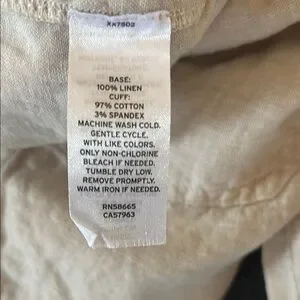 XX7802
BASE:
100% LINEN
CUFF:
97% COTTON
3% SPANDEX
MACHINE WASH COLD.
GENTLE CYCLE.
WITH LIKE COLORS.
ONLY NON-CHLORINE
BLEACH IF NEEDED.
TUMBLE DRY LOW.
REMOVE PROMPTLY.
WARM IRON IF NEEDED.
RN58665
CA57963